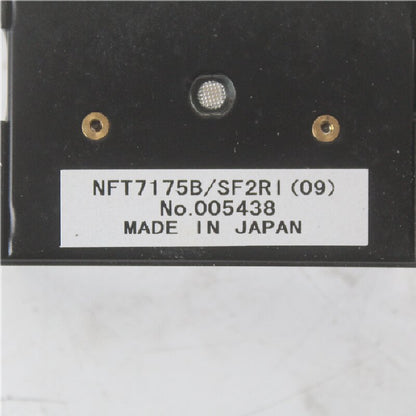 NFT7175B/SF2RI(09)
No.005438
MADE IN JAPAN